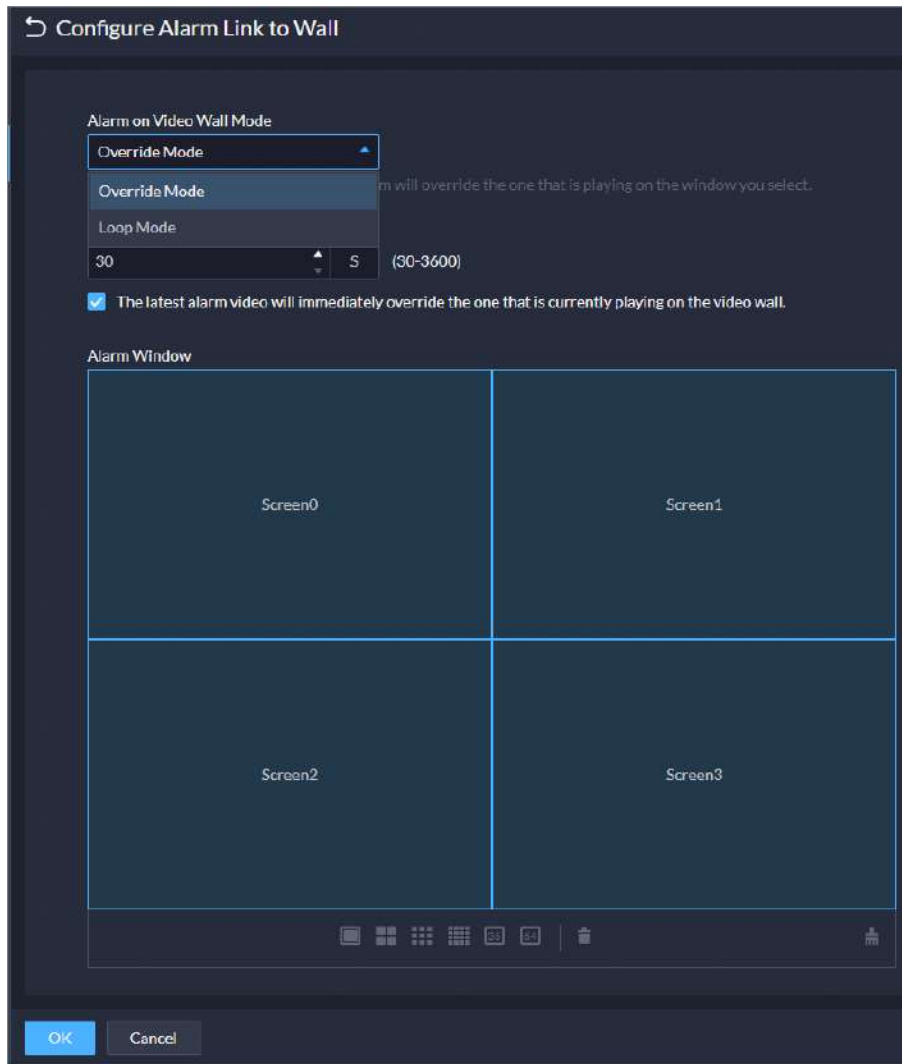 Configure Alarm Link to Wall
Alarm on Video Wall Mode
Override Mode
Override Mode
m will override the one that is playing on the window you select.
Loop Mode
30 S (30-3600)
The latest alarm video will immediately override the one that is currently playing on the video wall.
Alarm Window
Screen0 Screen1
Screen2 Screen3
36 64
OK Cancel